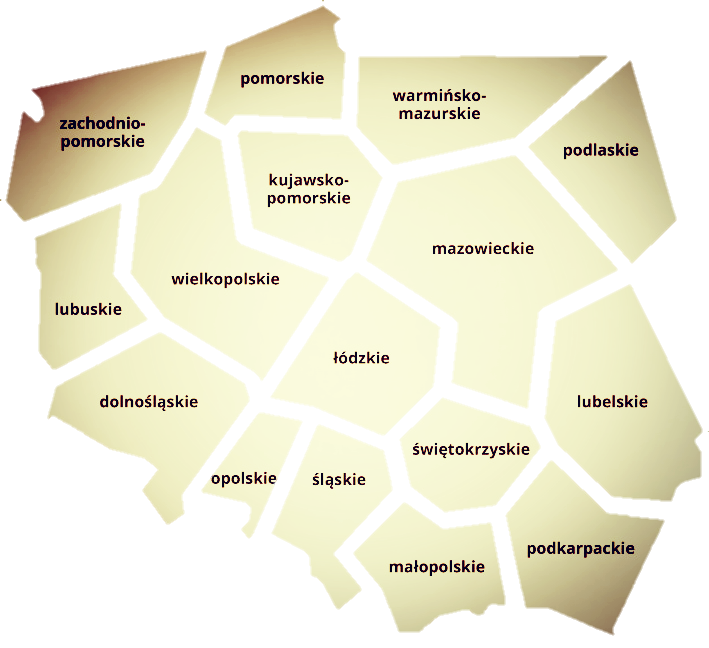 pomorskie
warmińsko-
mazurskie
zachodnio-
pomorskie
podlaskie
kujawsko-
pomorskie
mazowieckie
wielkopolskie
lubuskie
łódzkie
dolnośląskie
lubelskie
świętokrzyskie
opolskie
śląskie
podkarpackie
małopolskie